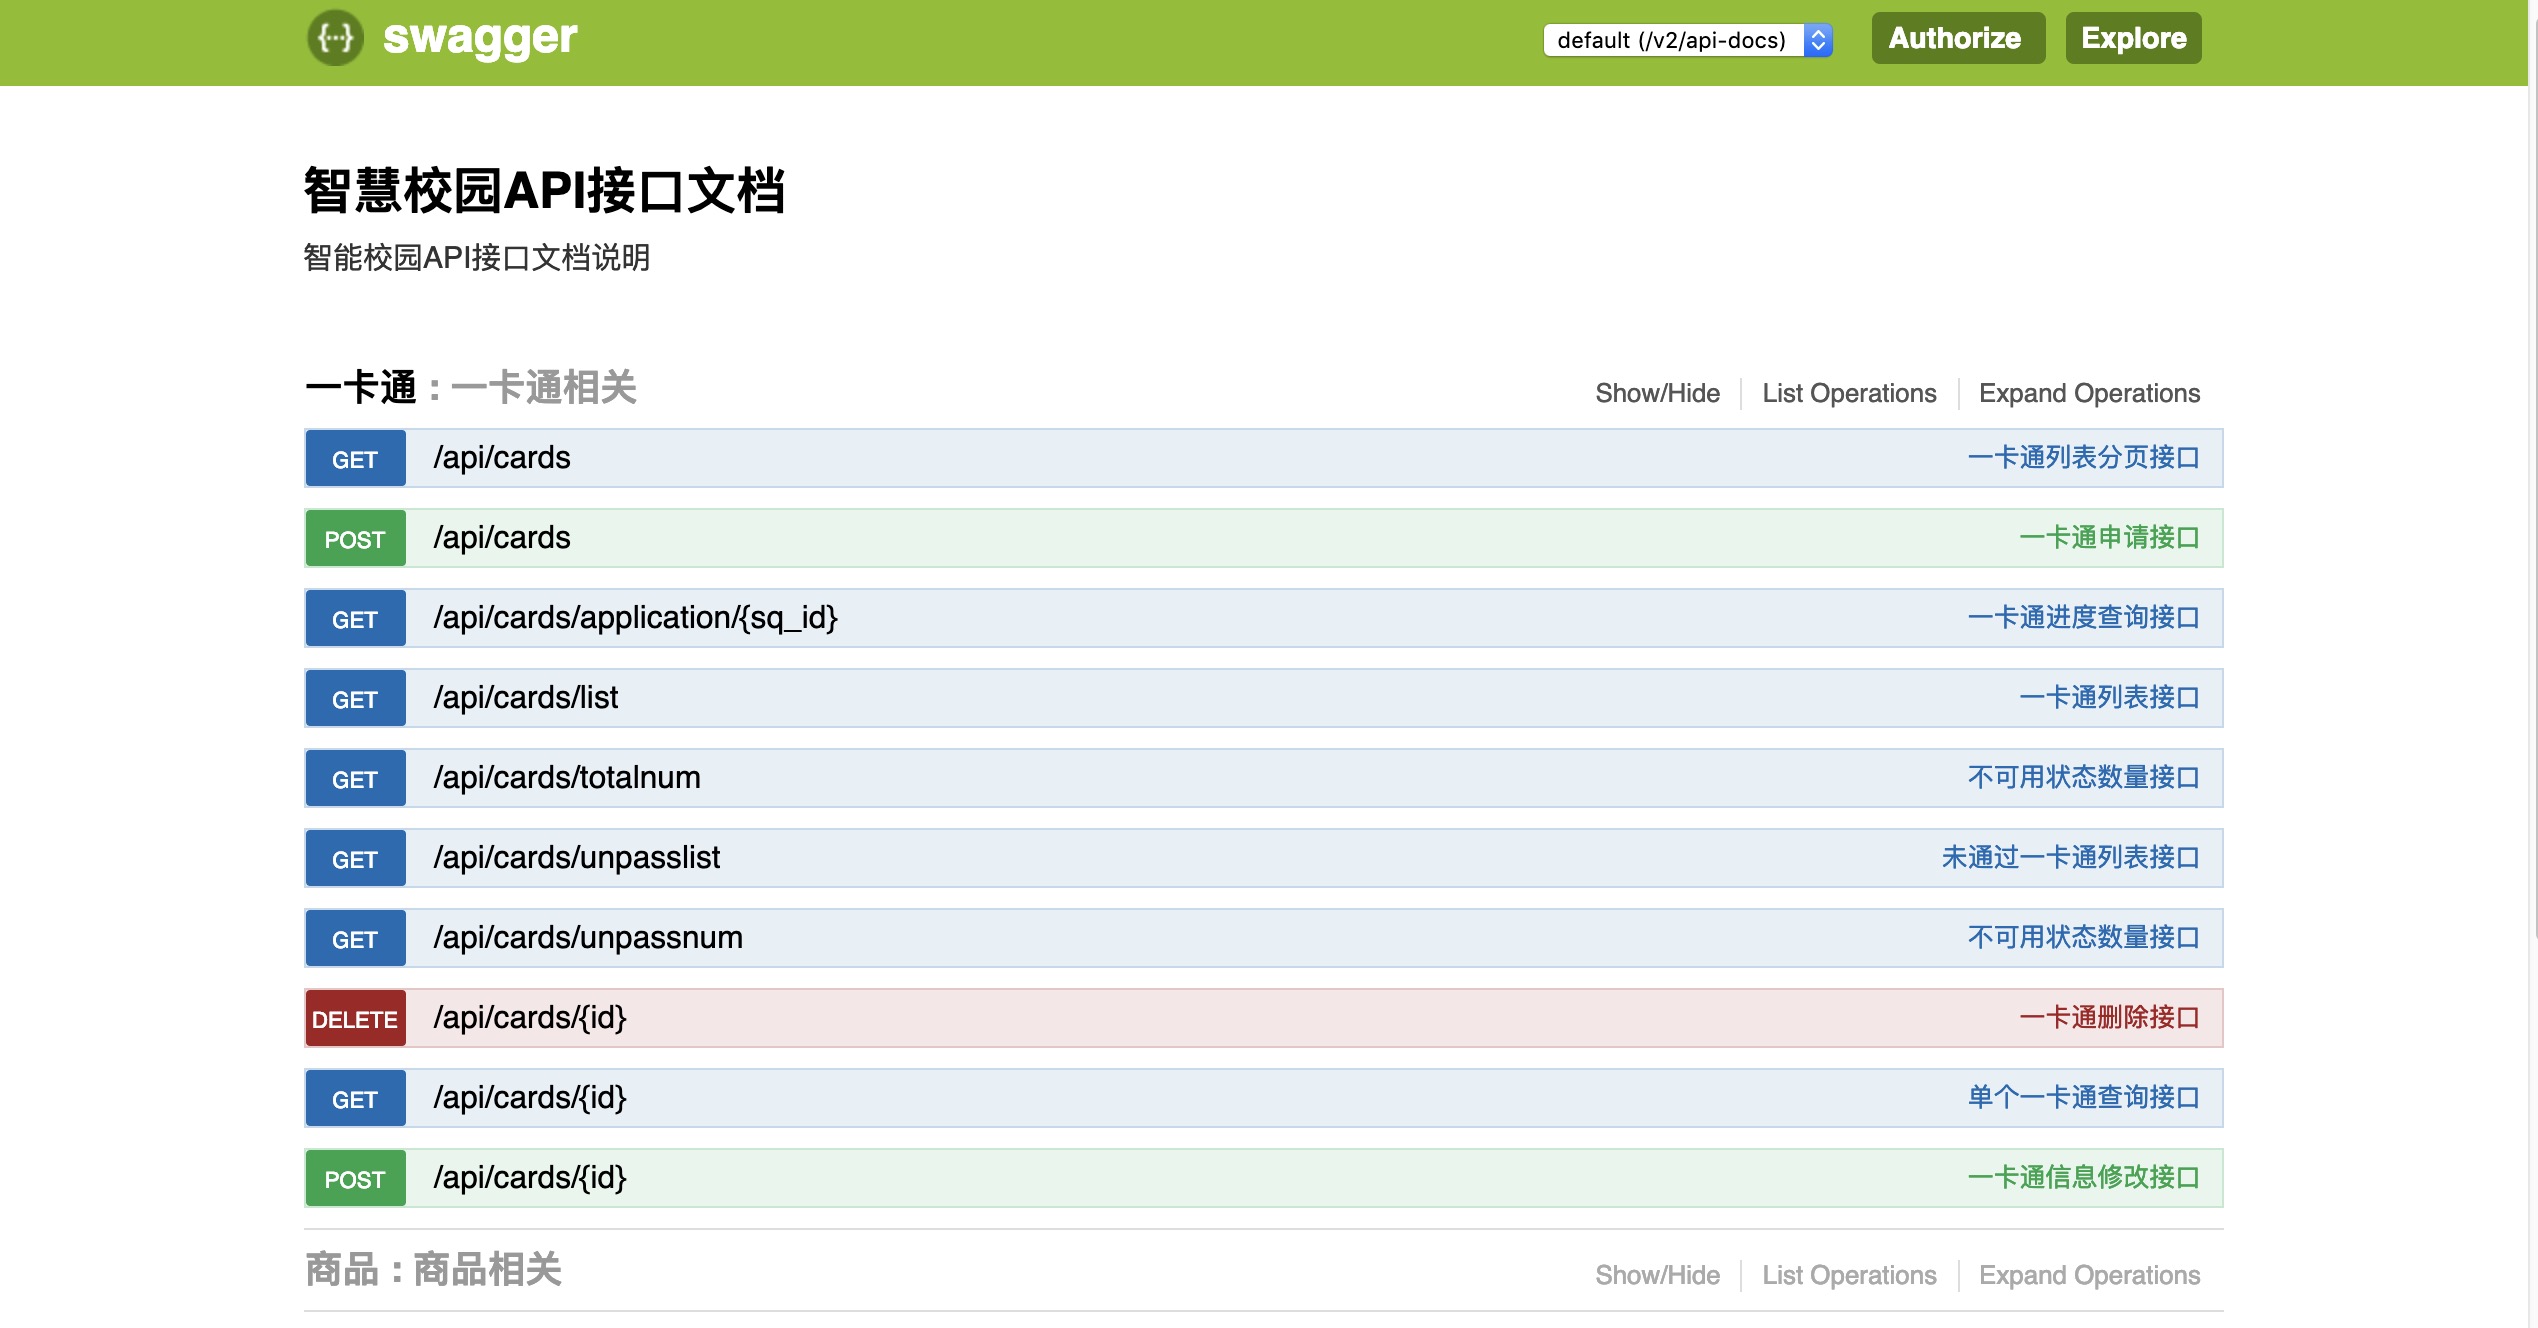 {...} swagger default (/v2/api-docs) Authorize Explore
智慧校园API接口文档
智能校园API接口文档说明
一卡通 : 一卡通相关 Show/Hide List Operations Expand Operations
GET /api/cards 一卡通列表分页接口
POST /api/cards 一卡通申请接口
GET /api/cards/application/{sq_id} 一卡通进度查询接口
GET /api/cards/list 一卡通列表接口
GET /api/cards/totalnum 不可用状态数量接口
GET /api/cards/unpasslist 未通过一卡通列表接口
GET /api/cards/unpassnum 不可用状态数量接口
DELETE /api/cards/{id} 一卡通删除接口
GET /api/cards/{id} 单个一卡通查询接口
POST /api/cards/{id} 一卡通信息修改接口
商品 : 商品相关 Show/Hide List Operations Expand Operations